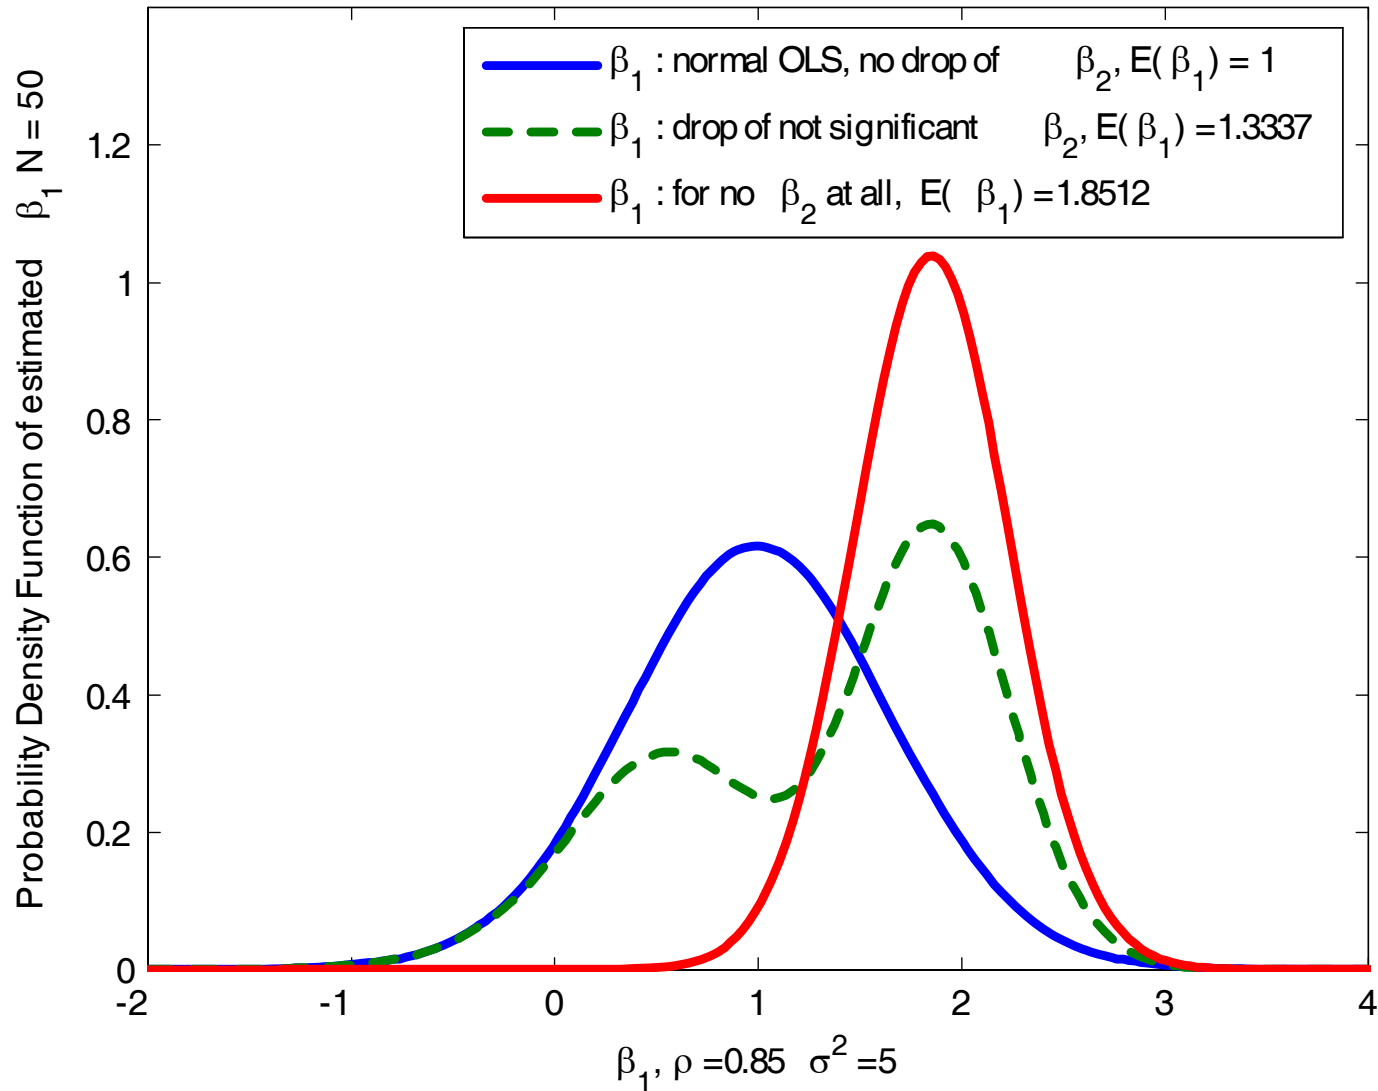 β₁ : normal OLS, no drop of β₂, E( β₁) = 1
β₁ : drop of not significant β₂, E( β₁) =1.3337
β₁ : for no β₂ at all, E( β₁) =1.8512
Probability Density Function of estimated β₁ N = 50
1.2
1
0.8
0.6
0.4
0.2
0
-2 -1 0 1 2 3 4
β₁, ρ =0.85 σ² =5